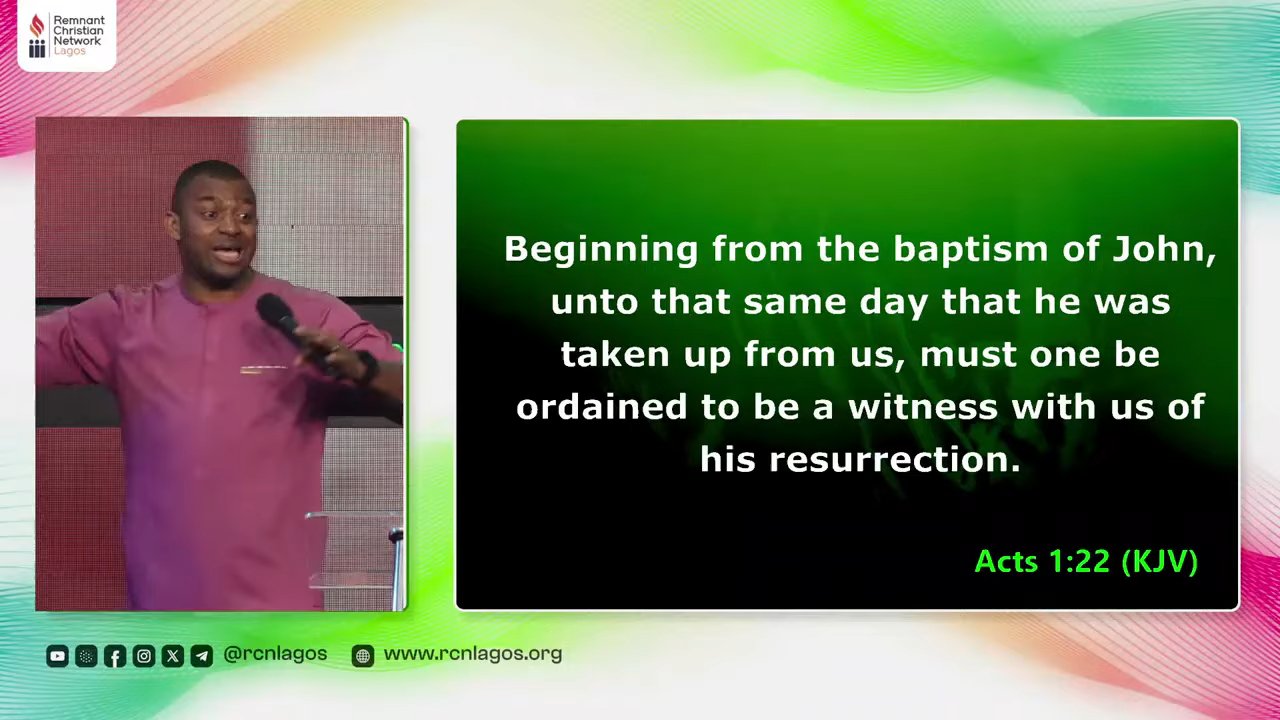 Remnant
Christian
Network
Lagos
Beginning from the baptism of John,
unto that same day that he was
taken up from us, must one be
ordained to be a witness with us of
his resurrection.
Acts 1:22 (KJV)
@rcnlagos www.rcnlagos.org